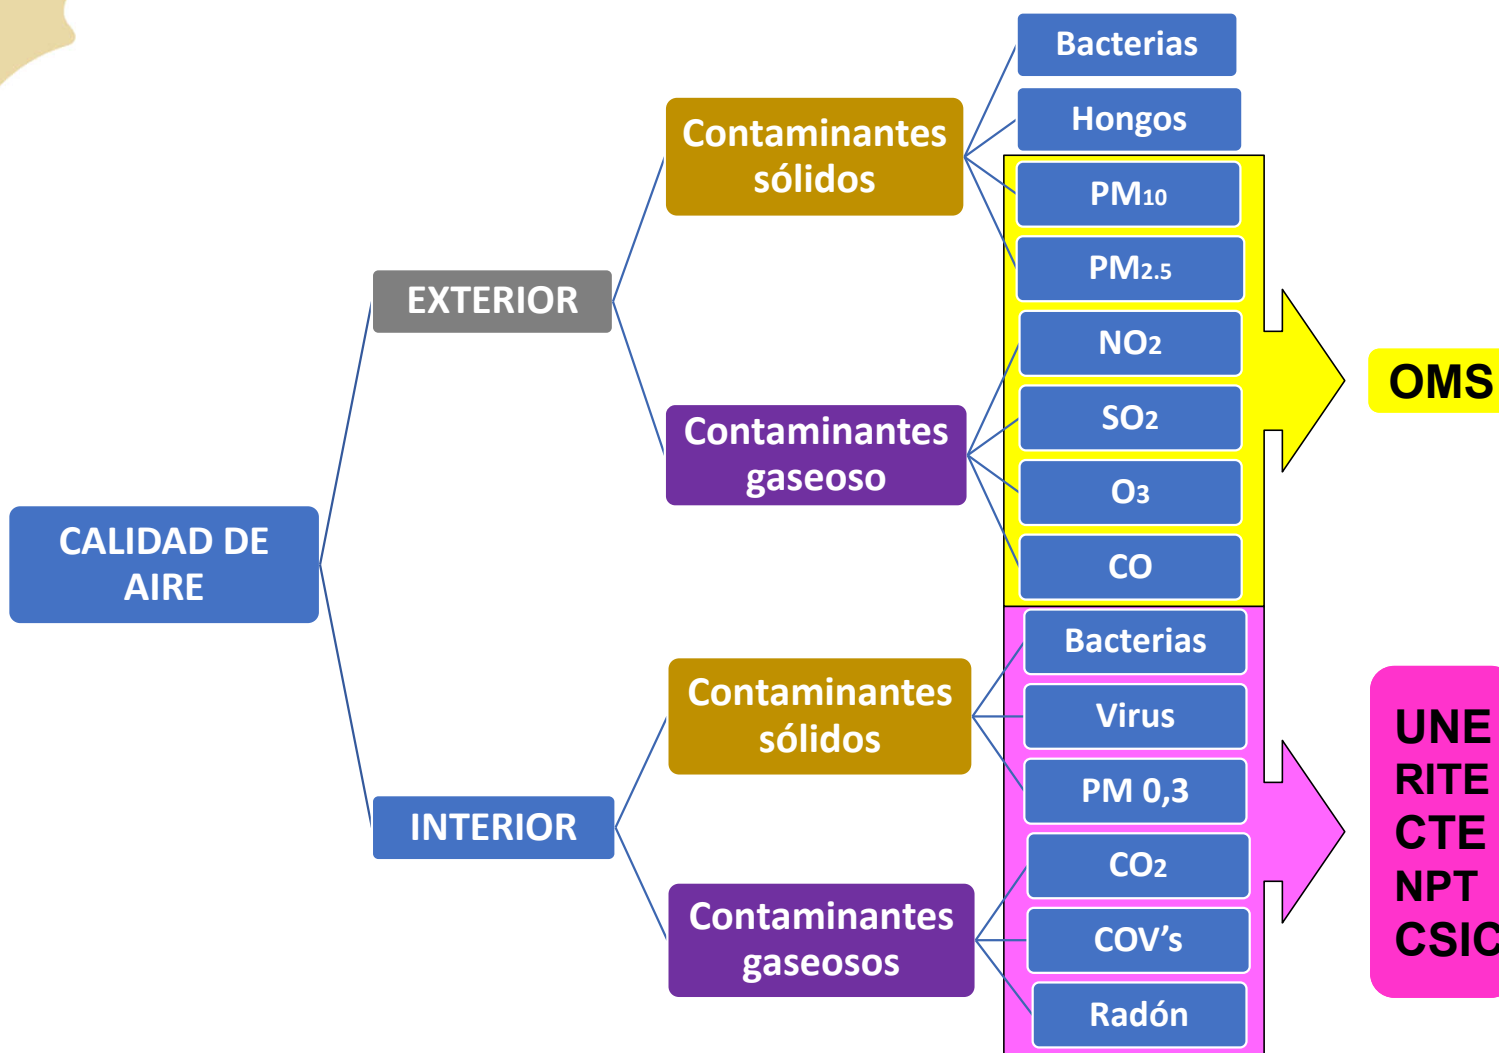 CALIDAD DE
AIRE
EXTERIOR
Contaminantes
sólidos
Bacterias
Hongos
PM10
PM2.5
Contaminantes
gaseoso
NO2
SO2
O3
CO
OMS
INTERIOR
Contaminantes
sólidos
Bacterias
Virus
PM 0,3
Contaminantes
gaseosos
CO2
COV's
Radón
UNE
RITE
CTE
NPT
CSIC